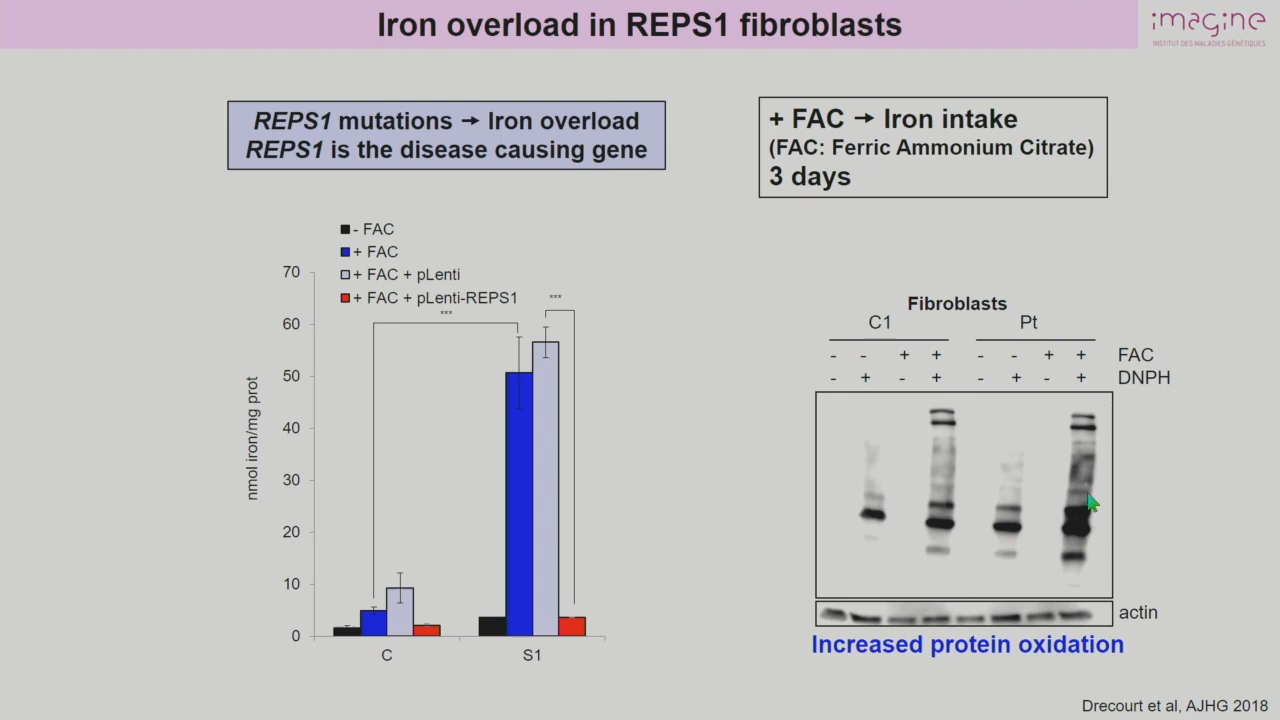 Iron overload in REPS1 fibroblasts
imagine
INSTITUT DES MALADIES GÉNÉTIQUES
REPS1 mutations → Iron overload
REPS1 is the disease causing gene
+ FAC → Iron intake
(FAC: Ferric Ammonium Citrate)
3 days
- FAC
+ FAC
+ FAC + pLenti
+ FAC + pLenti-REPS1
***
***
nmol iron/mg prot
70
60
50
40
30
20
10
0
C
S1
Fibroblasts
C1 Pt
- - + + - - + + FAC
- + - + - + - + DNPH
actin
Increased protein oxidation
Drecourt et al, AJHG 2018